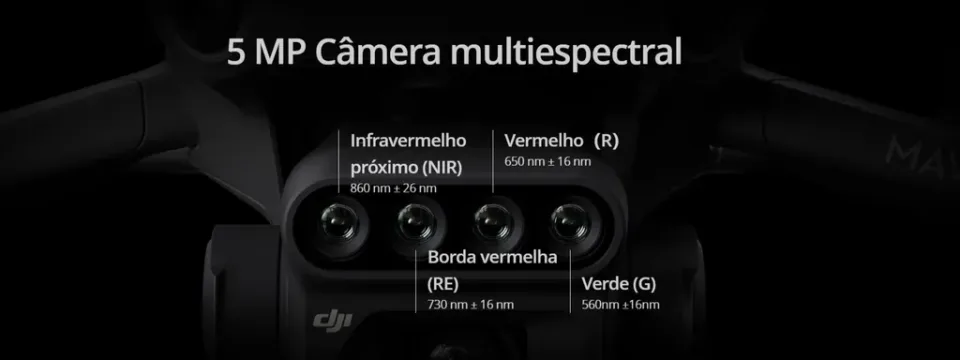 5 MP Câmera multiespectral
Infravermelho
próximo (NIR)
860 nm ± 26 nm
Vermelho (R)
650 nm ± 16 nm
Borda vermelha
(RE)
730 nm ± 16 nm
Verde (G)
560nm ±16nm
dji
MA